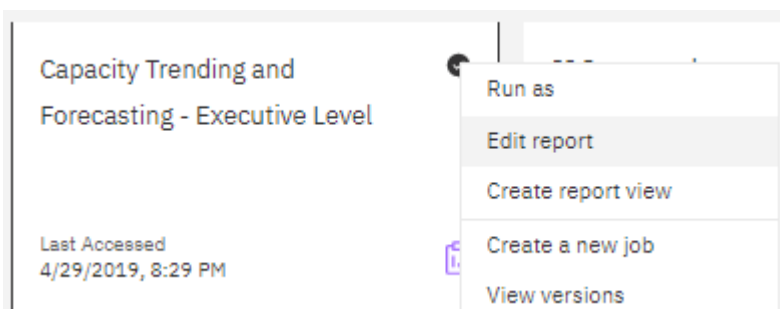 Capacity Trending and
Forecasting - Executive Level
Last Accessed
4/29/2019, 8:29 PM
Run as
Edit report
Create report view
Create a new job
View versions